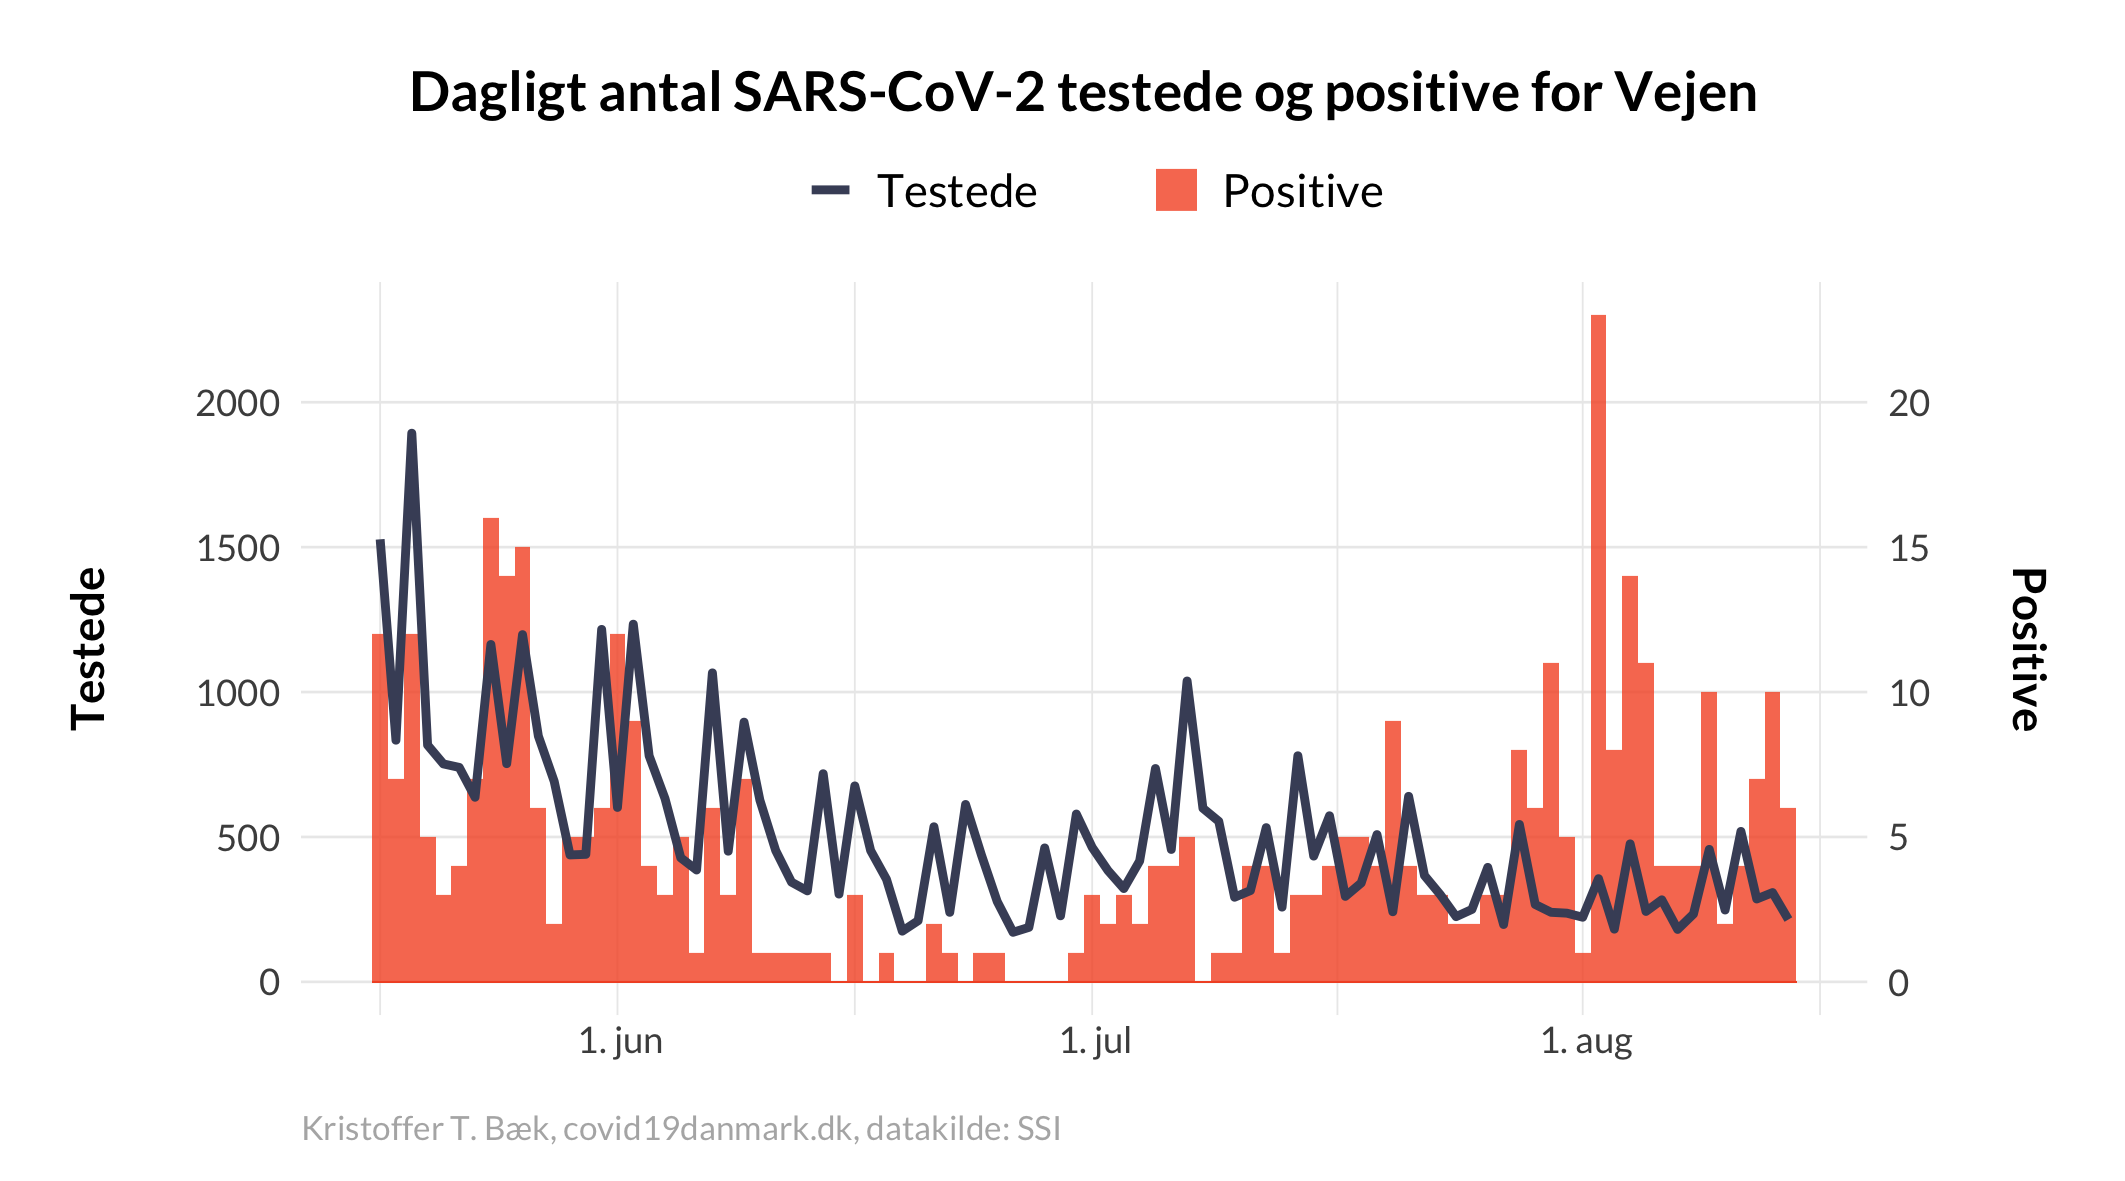 Dagligt antal SARS-CoV-2 testede og positive for Vejen
Testede
Positive
2000
1500
1000
500
0
20
15
10
5
0
Testede
Positive
1. jun
1. jul
1. aug
Kristoffer T. Bæk, covid19danmark.dk, datakilde: SSI